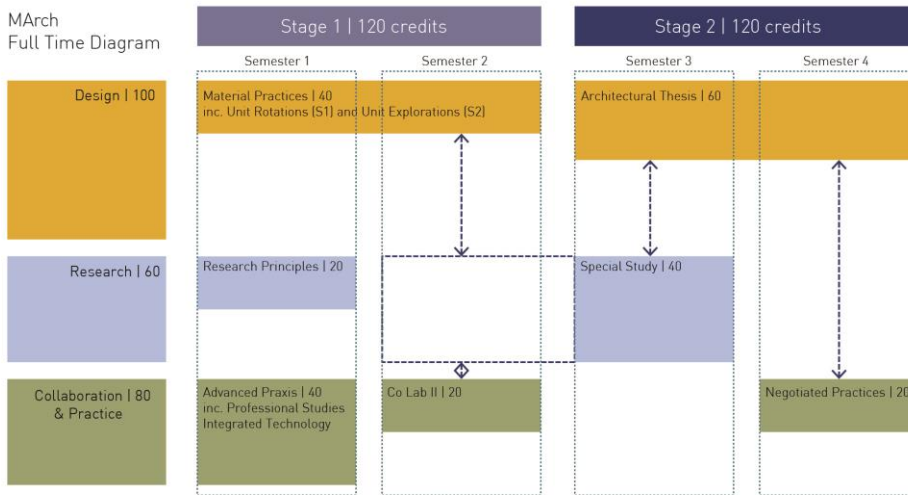 MArch
Full Time Diagram
Stage 1 | 120 credits
Stage 2 | 120 credits
Semester 1
Semester 2
Semester 3
Semester 4
Design | 100
Material Practices | 40
inc. Unit Rotations (S1) and Unit Explorations (S2)
Architectural Thesis | 60
Research | 60
Research Principles | 20
Special Study | 40
Collaboration | 80
& Practice
Advanced Praxis | 40
inc. Professional Studies
Integrated Technology
Co Lab II | 20
Negotiated Practices | 20